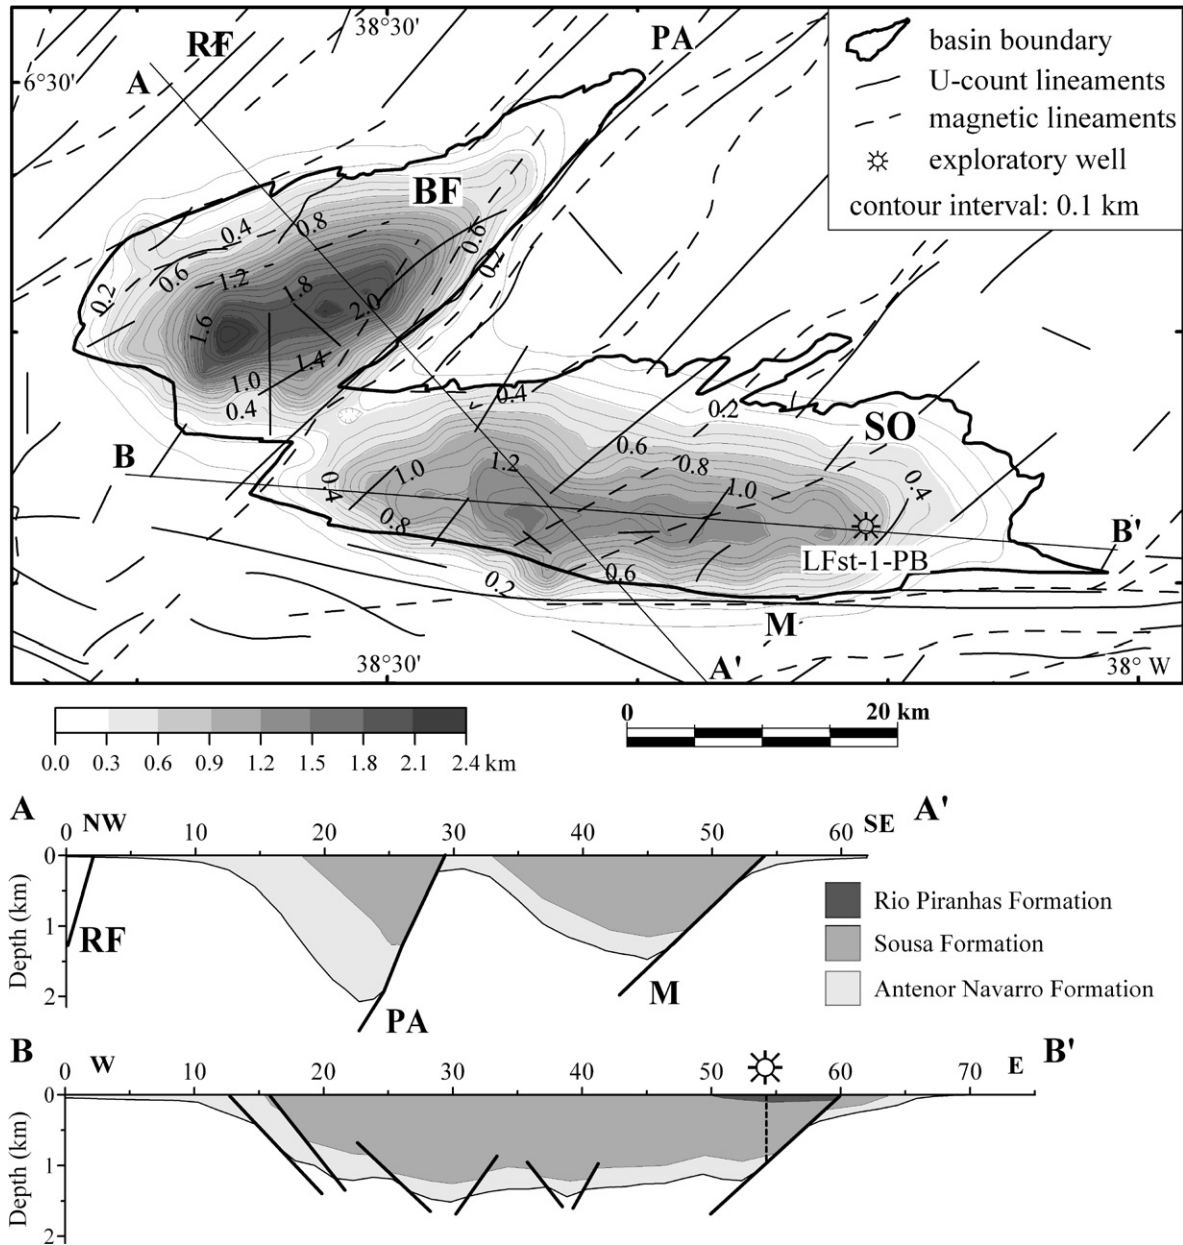 38°30'
RF
PA
A
6°30'
basin boundary
U-count lineaments
magnetic lineaments
exploratory well
contour interval: 0.1 km
BF
0.4
0.8
0.6
0.6
0.2
1.2
0.2
1.8
2.0
1.6
1.4
1.0
0.4
0.4
0.2
SO
B
0.6
1.2
0.8
1.0
0.4
1.0
0.4
0.8
B'
LFst-1-PB
0.6
0.2
M
38°30'
A'
38° W
0.0 0.3 0.6 0.9 1.2 1.5 1.8 2.1 2.4 km
0 20 km
A NW A' SE
0 10 20 30 40 50 60
Depth (km)
0
1
2
RF
PA
M
Rio Piranhas Formation
Sousa Formation
Antenor Navarro Formation
B W E B'
0 10 20 30 40 50 60 70
Depth (km)
0
1
2